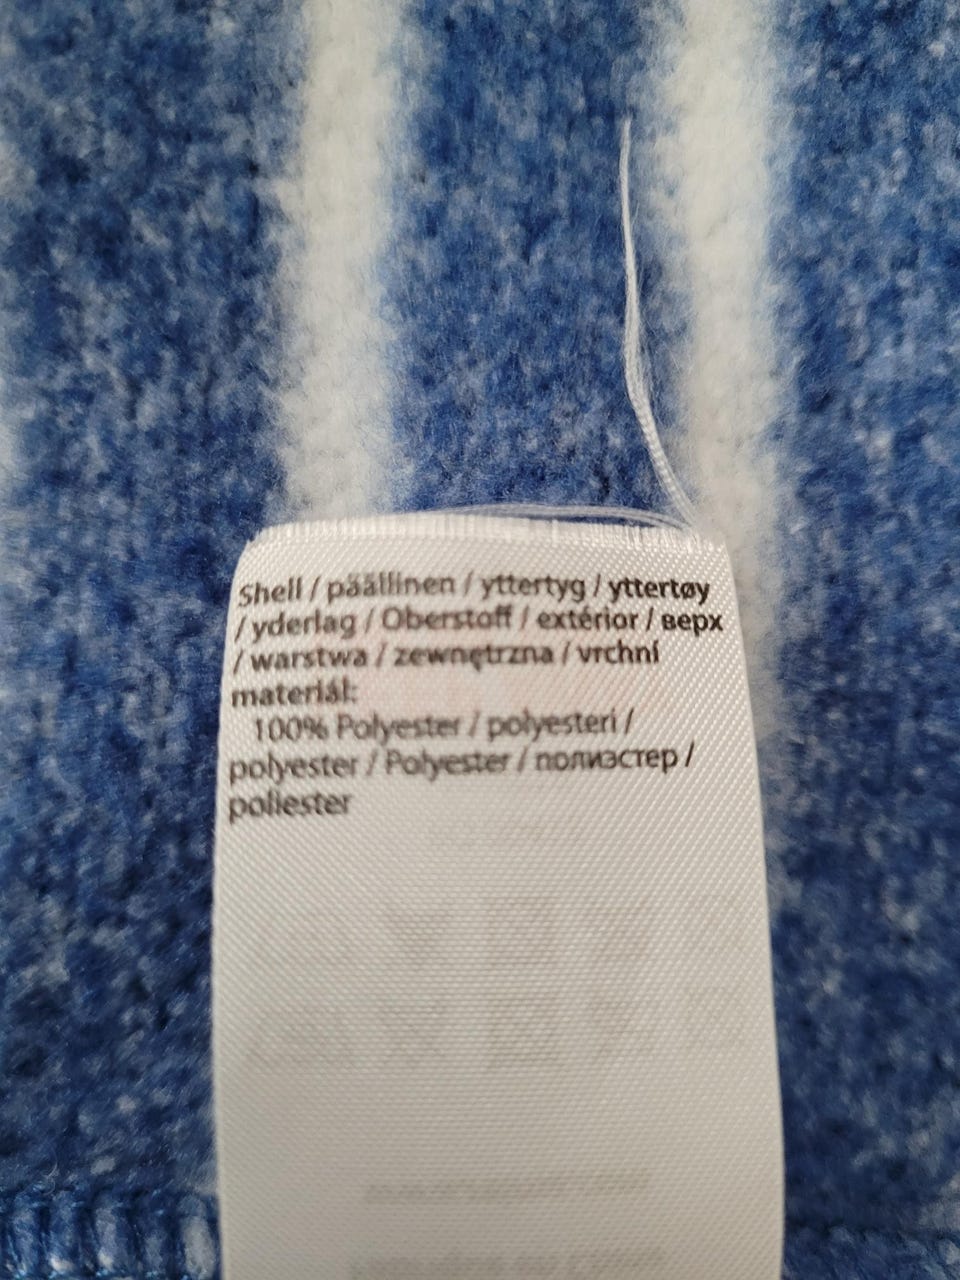 Shell / päällinen / yttertyg / yttertøy
/ yderlag / Oberstoff / extérior / верх
/ warstwa / zewnętrzna / vrchní
materiál:
100% Polyester / polyesteri /
polyester / Polyester / полиэстер /
poliester